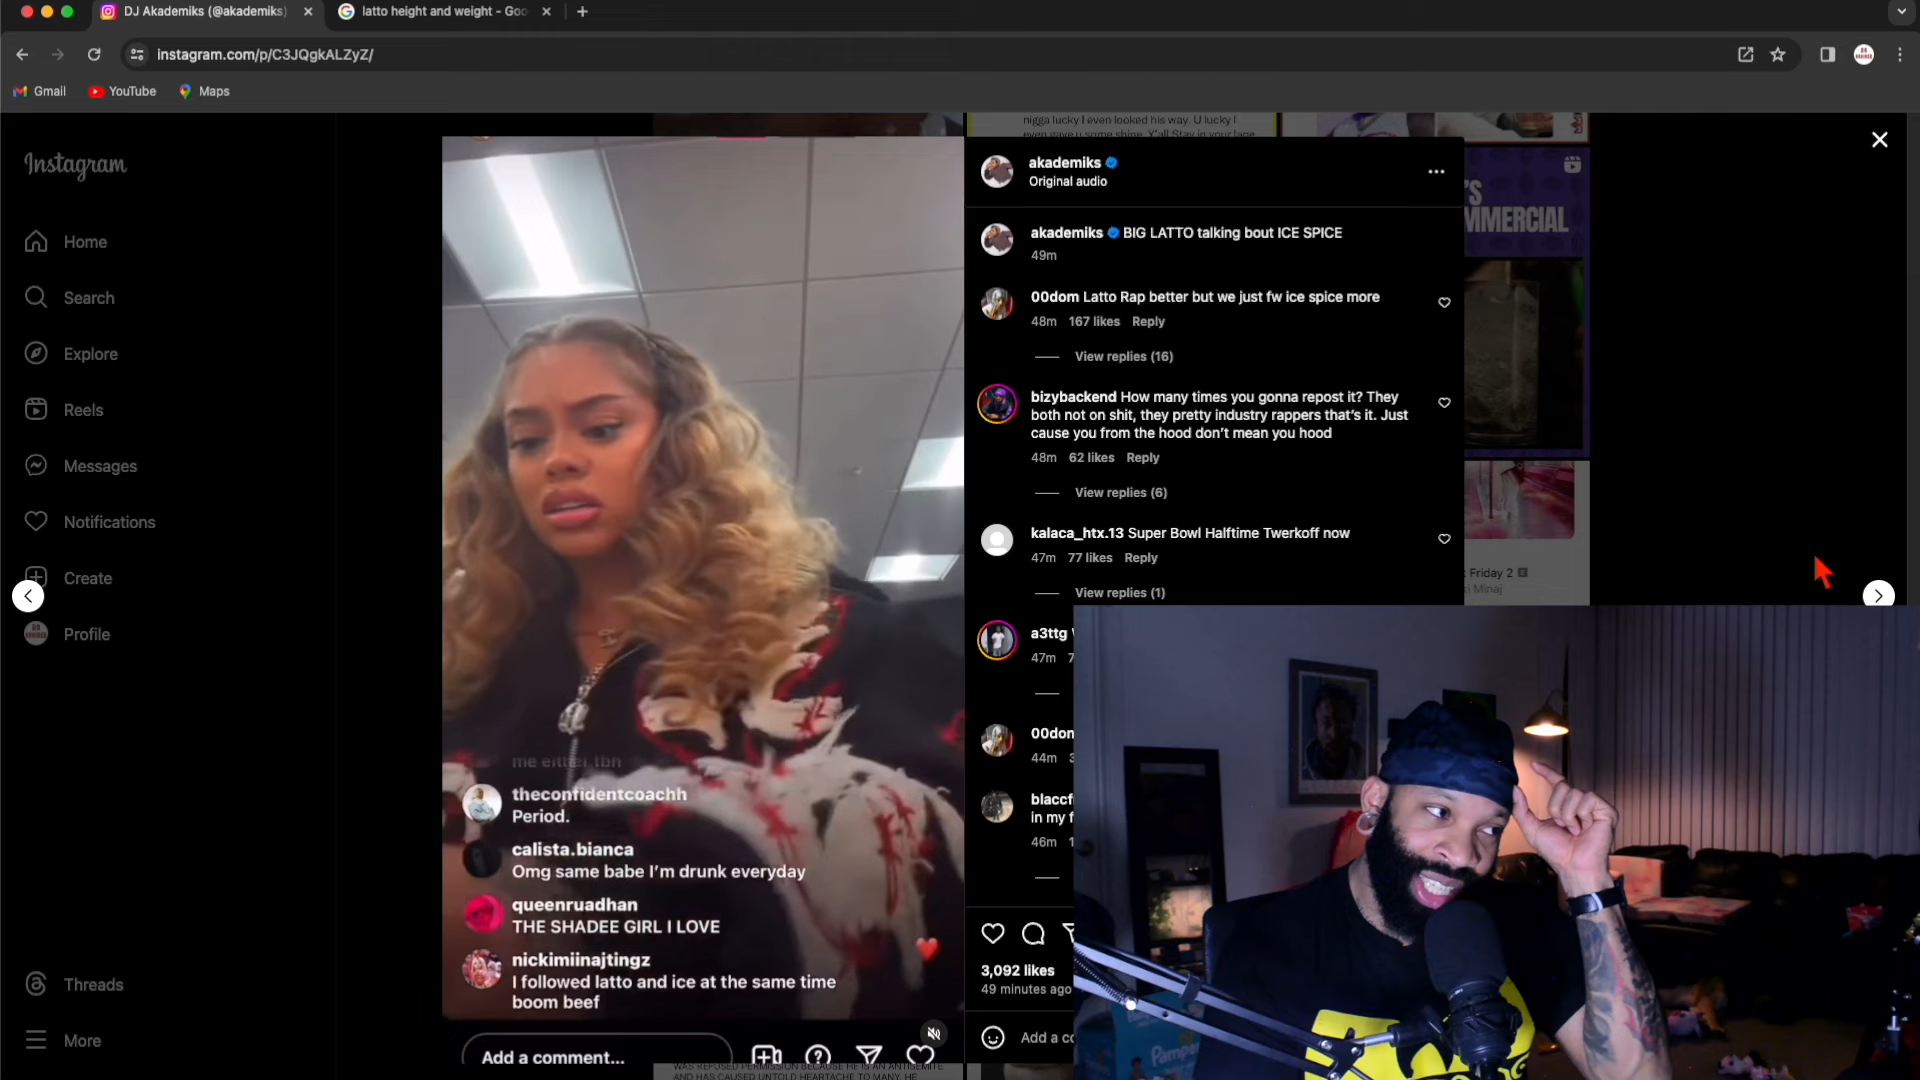 DJ Akademiks (@akademiks)
latto height and weight - Goo
instagram.com/p/C3JQgkALZyZ/
Gmail
YouTube
Maps
nigga lucky I even looked his way. U lucky I
even gave u some shine. Y'all Stay in your lane
Instagram
Home
Search
Explore
Reels
Messages
Notifications
Create
Profile
Threads
More
me either tbh
theconfidentcoachh
Period.
calista.bianca
Omg same babe I'm drunk everyday
queenruadhan
THE SHADEE GIRL I LOVE
nickimiinajtingz
I followed latto and ice at the same time
boom beef
Add a comment...
akademiks
Original audio
akademiks BIG LATTO talking bout ICE SPICE
49m
00dom Latto Rap better but we just fw ice spice more
48m 167 likes Reply
View replies (16)
bizybackend How many times you gonna repost it? They
both not on shit, they pretty industry rappers that's it. Just
cause you from the hood don't mean you hood
48m 62 likes Reply
View replies (6)
kalaca_htx.13 Super Bowl Halftime Twerkoff now
47m 77 likes Reply
View replies (1)
a3ttg
47m 7
00dom
44m 3
blaccf
in my f
46m 1
3,092 likes
49 minutes ago
Add a co
'S
MMERCIAL
Friday 2 E
ki Minaj
Pampers
WAS REFUSED PERMISSION BECAUSE HE IS AN ANTISEMITE
AND HAS CAUSED UNTOLD HEARTACHE TO MANY. HE